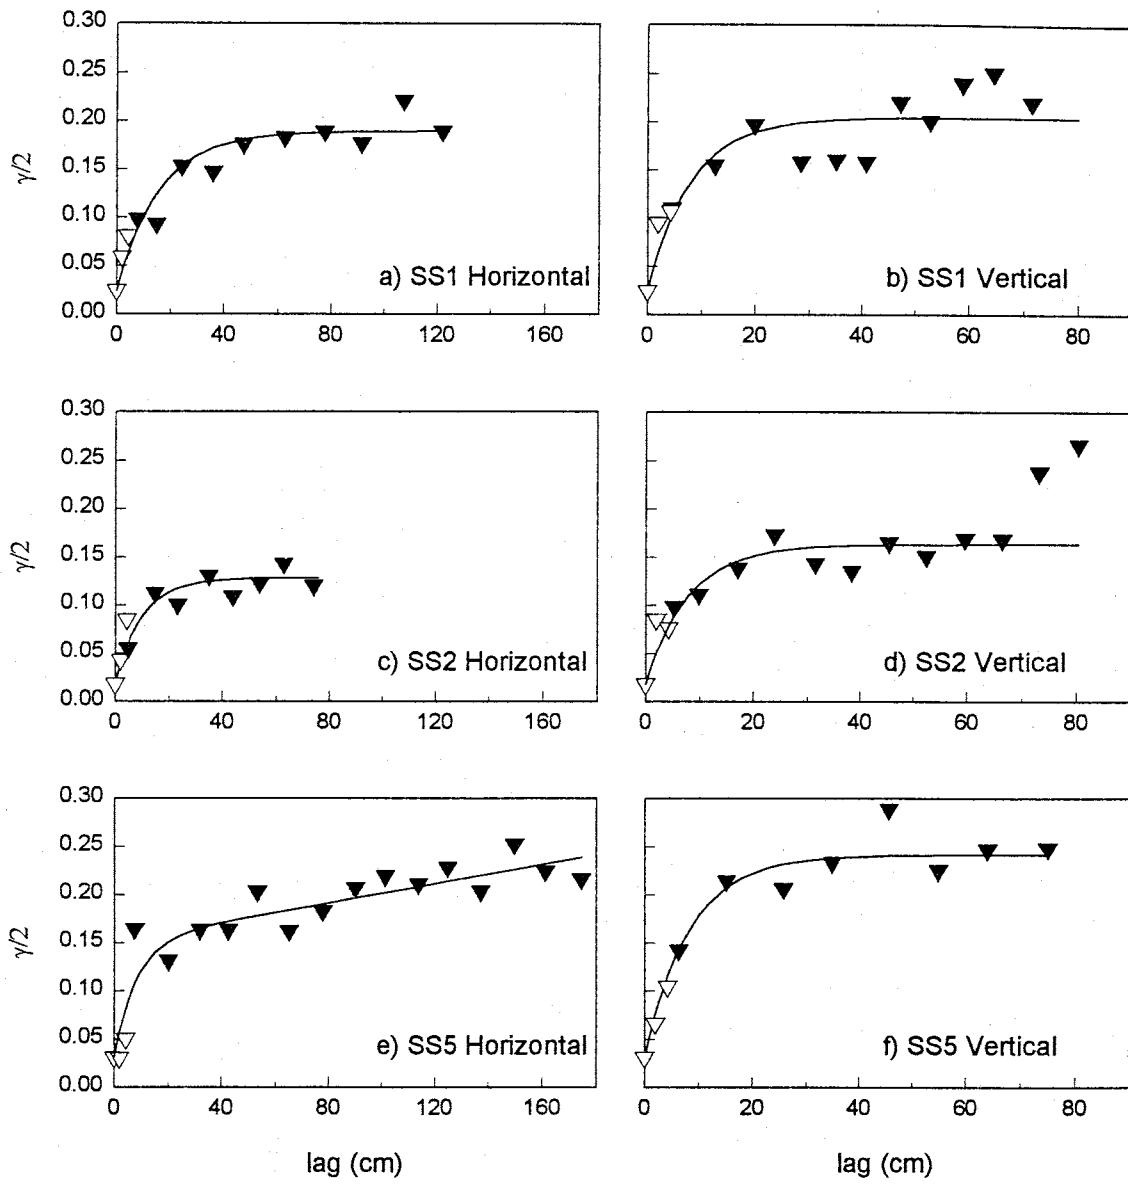 0.30
0.25
0.20
0.15
0.10
0.05
0.00
γ/2
a) SS1 Horizontal
b) SS1 Vertical
0 40 80 120 160
0 20 40 60 80
0.30
0.25
0.20
0.15
0.10
0.05
0.00
γ/2
c) SS2 Horizontal
d) SS2 Vertical
0 40 80 120 160
0 20 40 60 80
0.30
0.25
0.20
0.15
0.10
0.05
0.00
γ/2
e) SS5 Horizontal
f) SS5 Vertical
0 40 80 120 160
0 20 40 60 80
lag (cm)
lag (cm)